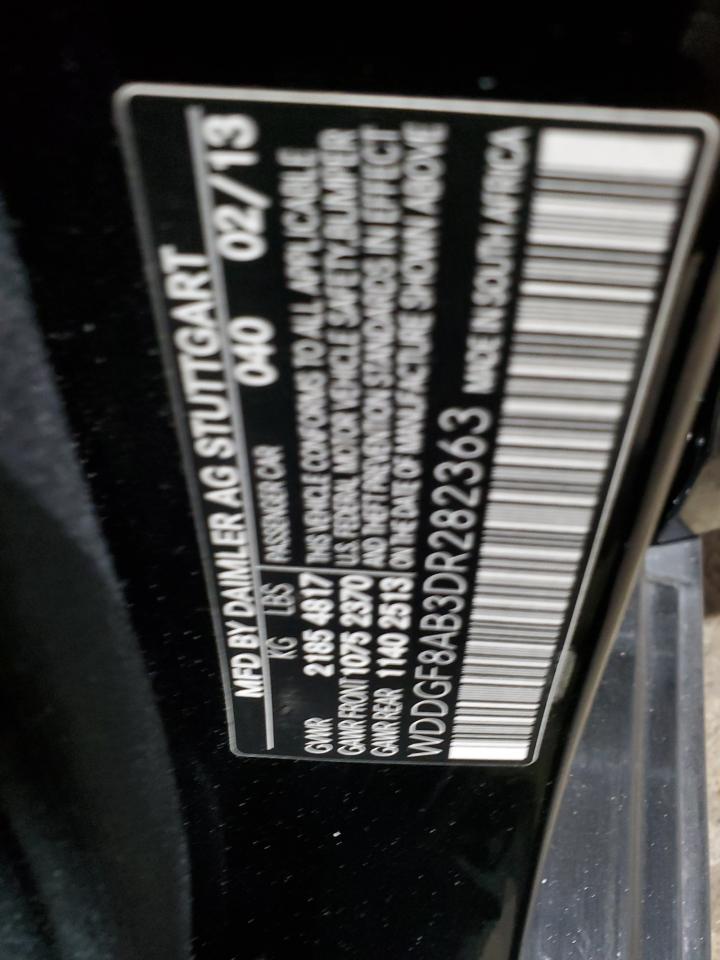 MFD BY DAIMLER AG STUTTGART
KG LBS 040 02/13
PASSENGER CAR
GVWR 2185 4817 THIS VEHICLE CONFORMS TO ALL APPLICABLE
GAWR FRONT 1075 2370 U.S. FEDERAL MOTOR VEHICLE SAFETY, BUMPER
GAWR REAR 1140 2513 AND THEFT PREVENTION STANDARDS IN EFFECT
ON THE DATE OF MANUFACTURE SHOWN ABOVE
WDDGF8AB3DR282363 MADE IN SOUTH AFRICA